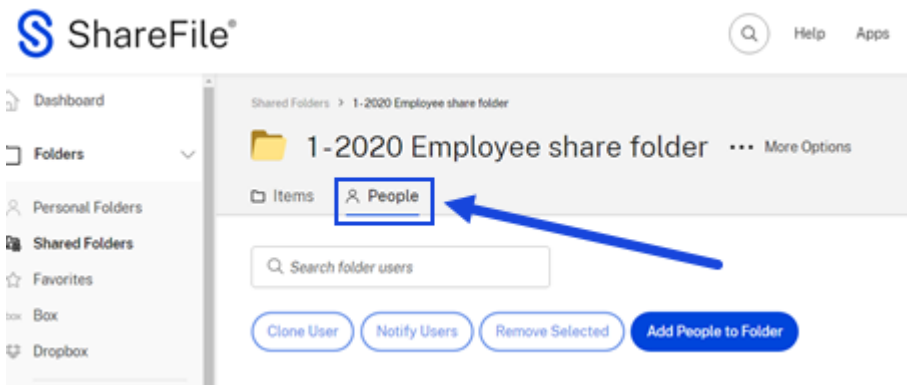 ShareFile®
Help Apps
Dashboard
Folders
Personal Folders
Shared Folders
Favorites
box Box
Dropbox
Shared Folders > 1-2020 Employee share folder
1-2020 Employee share folder ••• More Options
Items People
Search folder users
Clone User Notify Users Remove Selected Add People to Folder